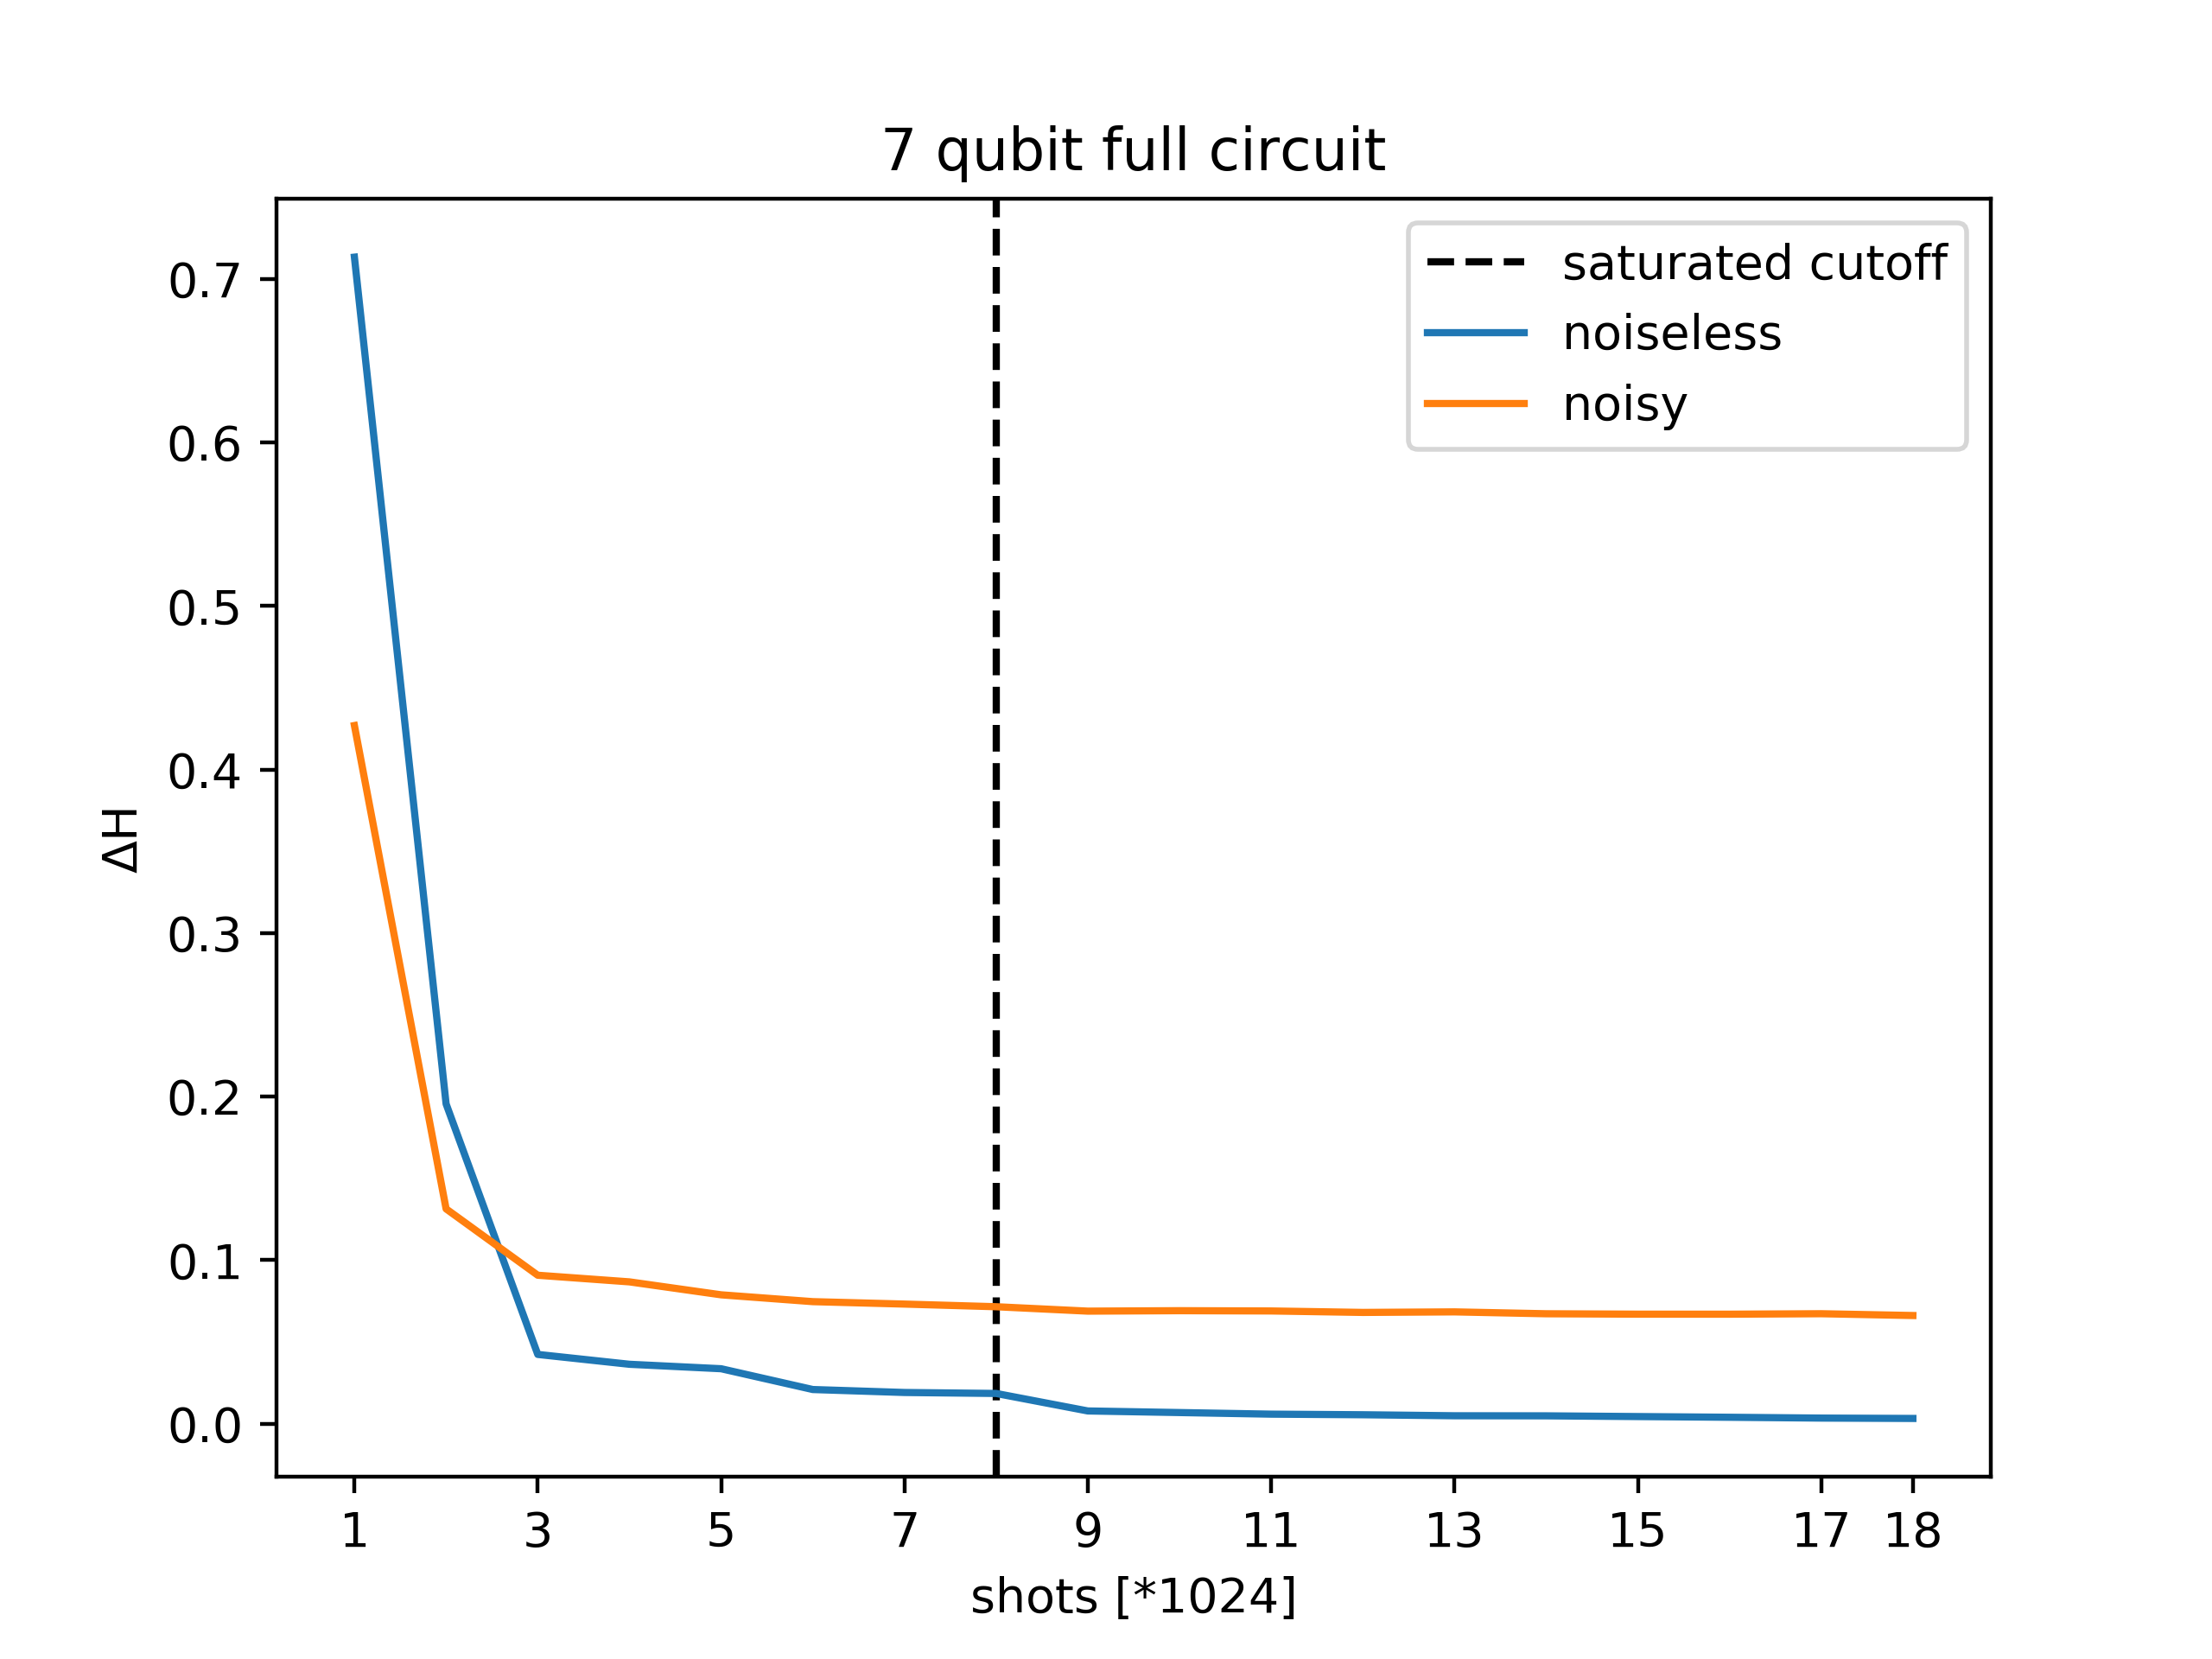 7 qubit full circuit
saturated cutoff
noiseless
noisy
0.7
0.6
0.5
0.4
0.3
0.2
0.1
0.0
ΔH
1 3 5 7 9 11 13 15 17 18
shots [*1024]